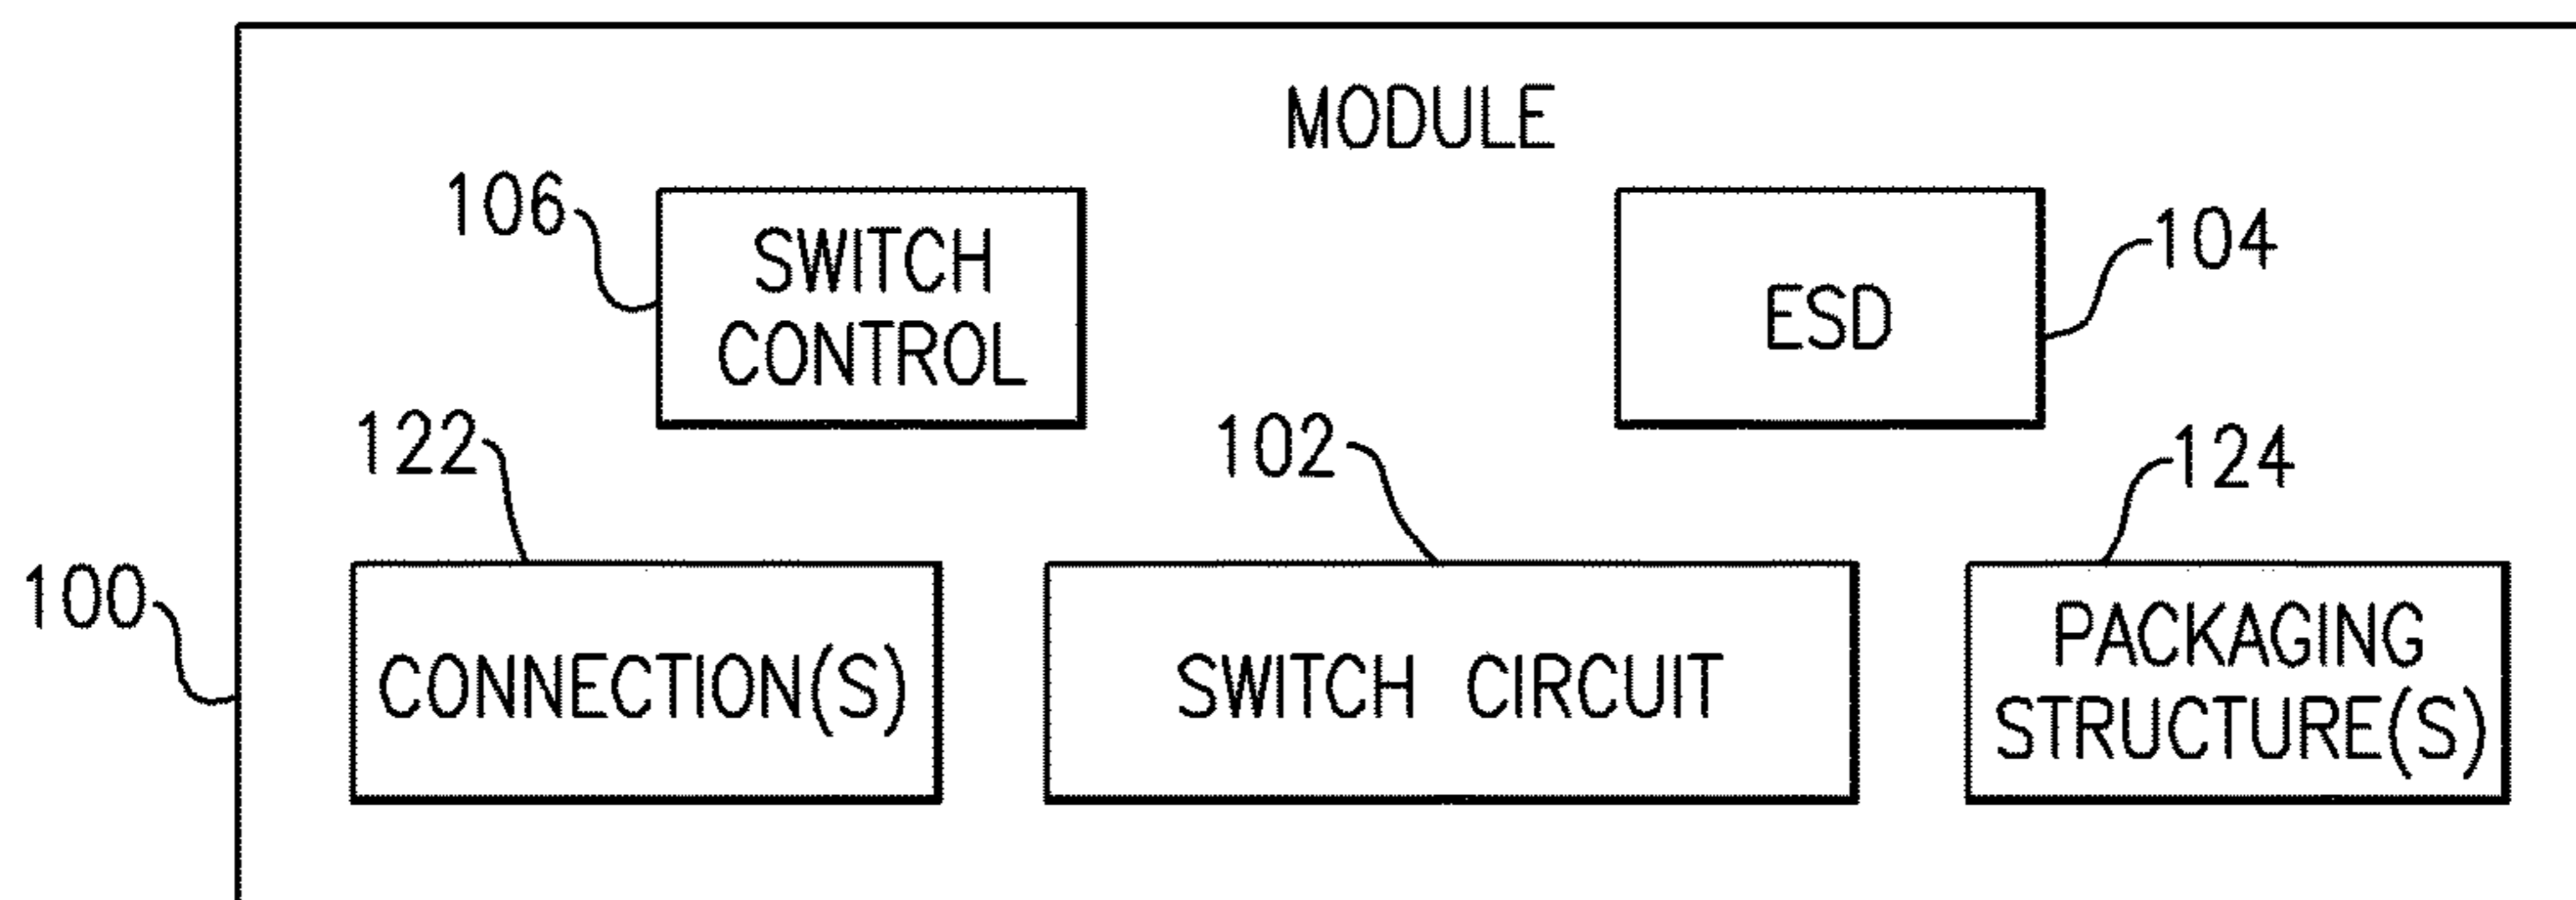 MODULE
106
SWITCH
CONTROL
ESD
104
122
102
124
100
CONNECTION(S)
SWITCH CIRCUIT
PACKAGING
STRUCTURE(S)